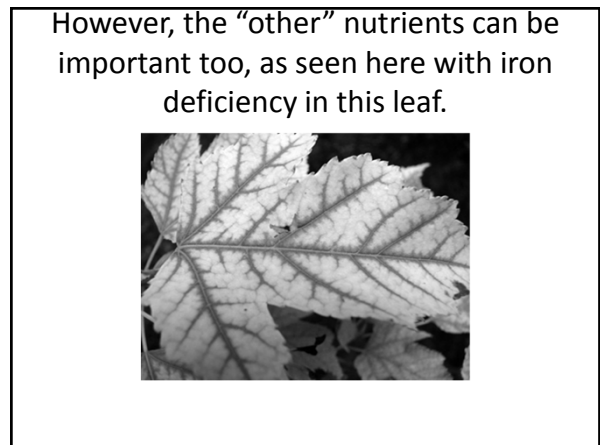 However, the “other” nutrients can be
important too, as seen here with iron
deficiency in this leaf.